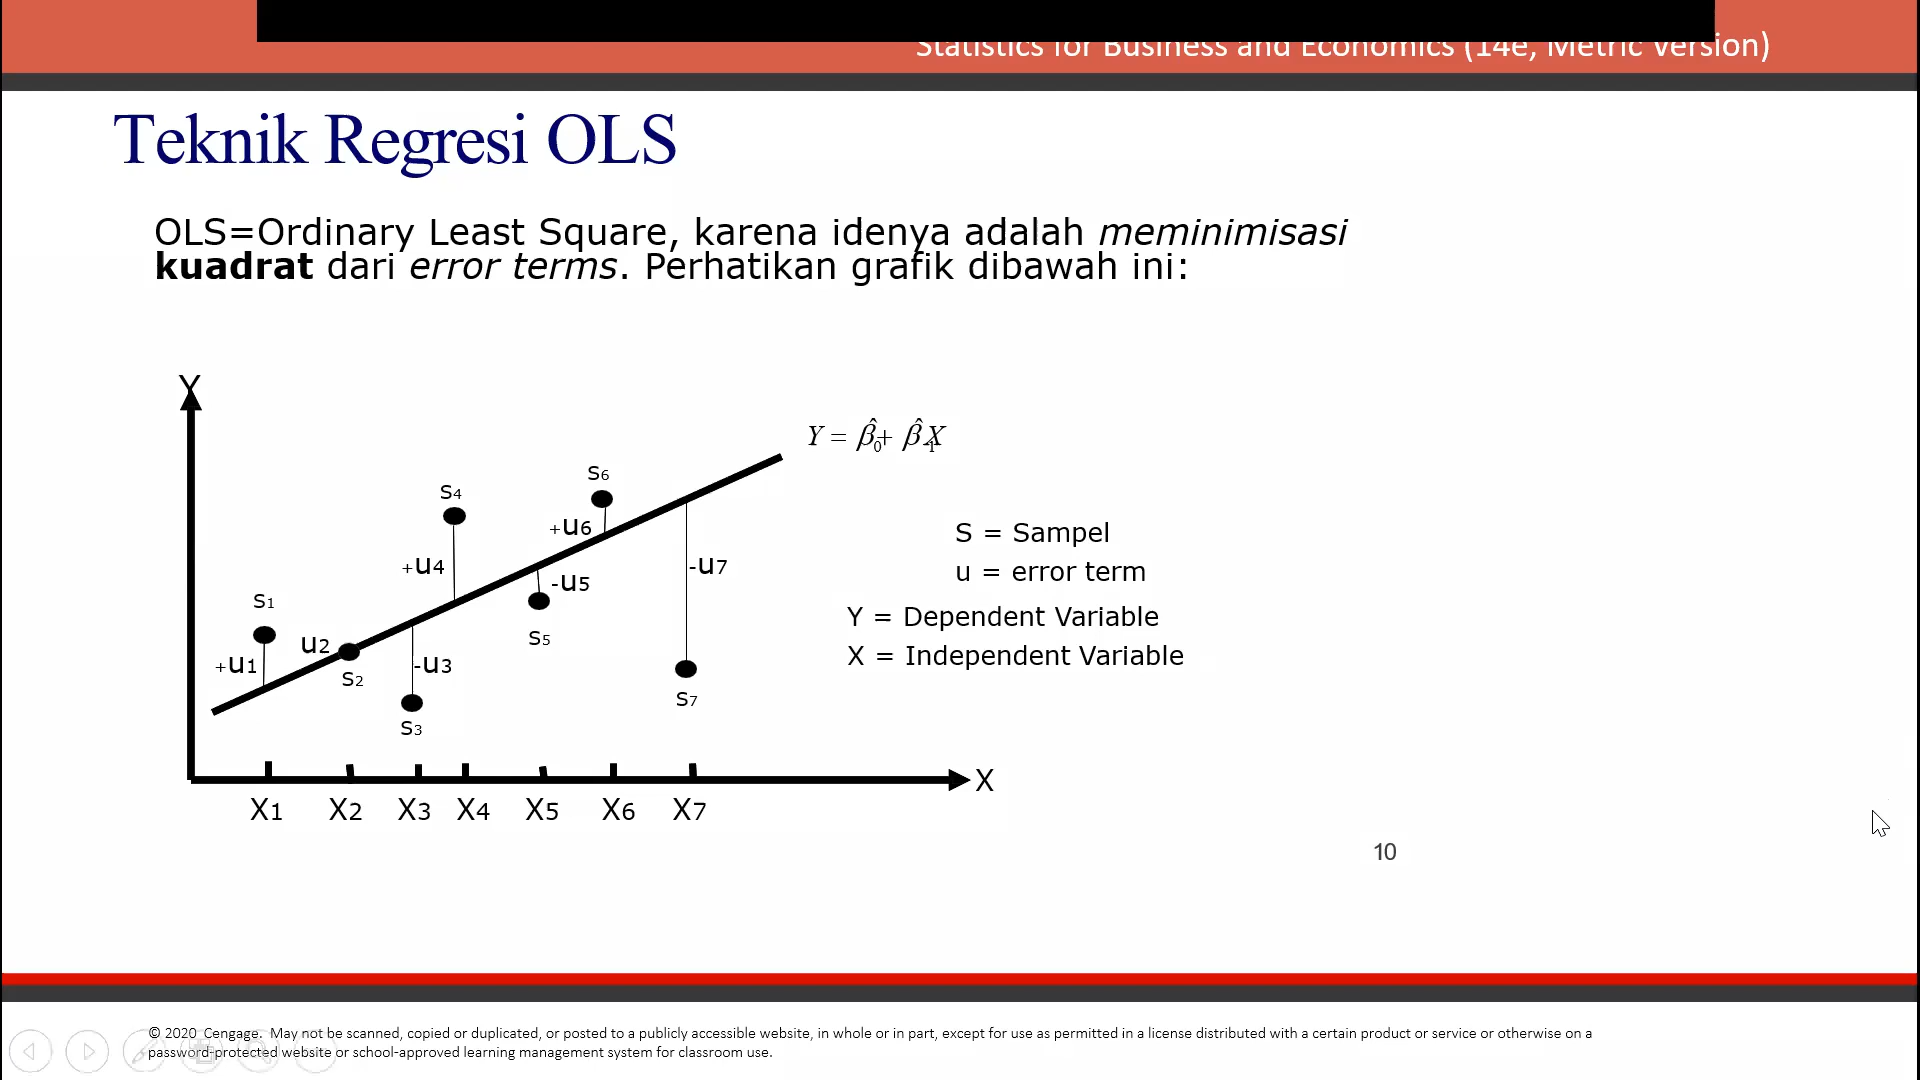 Statistics for Business and Economics (14e, Metric Version)
Teknik Regresi OLS
OLS=Ordinary Least Square, karena idenya adalah meminimisasi
kuadrat dari error terms. Perhatikan grafik dibawah ini:
Y
Y = β̂0 + β̂1X
s6
s4
+u6
S = Sampel
+u4
-u7
u = error term
-u5
s1
Y = Dependent Variable
s5
u2
+u1
-u3
X = Independent Variable
s2
s7
s3
X
X1 X2 X3 X4 X5 X6 X7
10
© 2020 Cengage. May not be scanned, copied or duplicated, or posted to a publicly accessible website, in whole or in part, except for use as permitted in a license distributed with a certain product or service or otherwise on a
password-protected website or school-approved learning management system for classroom use.